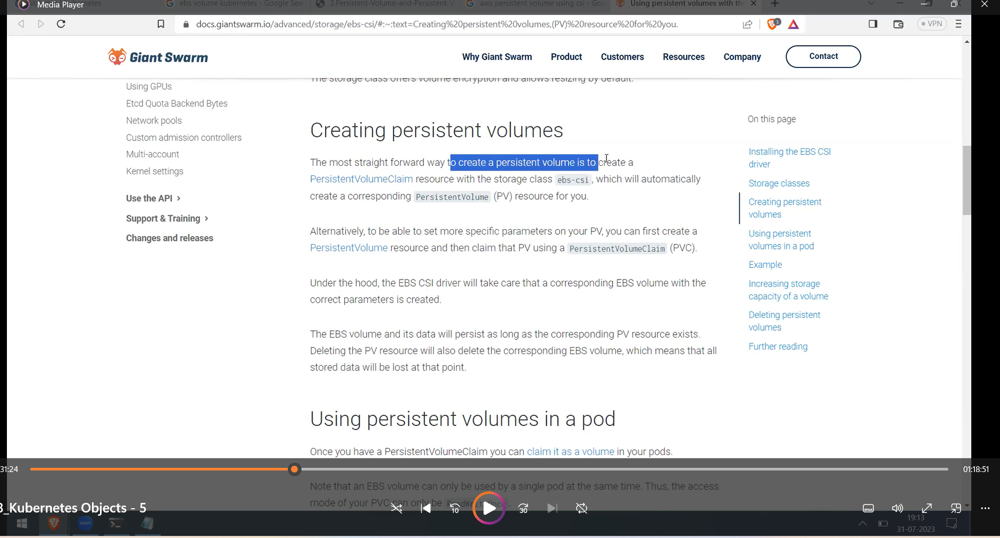 Media Player
ebs volume kubernetes - Google Sear
3.Persistent-Volume-and-Persistent-V
aws persistent volume using csi - Goo
Using persistent volumes with the
docs.giantswarm.io/advanced/storage/ebs-csi/#:~:text=Creating%20persistent%20volumes,(PV)%20resource%20for%20you.
3
VPN
Giant Swarm
Why Giant Swarm
Product
Customers
Resources
Company
Contact
Using GPUs
Etcd Quota Backend Bytes
Network pools
Custom admission controllers
Multi-account
Kernel settings
Use the API
Support & Training
Changes and releases
The storage class offers volume encryption and allows resizing by default.
Creating persistent volumes
The most straight forward way to create a persistent volume is to create a
PersistentVolumeClaim resource with the storage class ebs-csi, which will automatically
create a corresponding PersistentVolume (PV) resource for you.
Alternatively, to be able to set more specific parameters on your PV, you can first create a
PersistentVolume resource and then claim that PV using a PersistentVolumeClaim (PVC).
Under the hood, the EBS CSI driver will take care that a corresponding EBS volume with the
correct parameters is created.
The EBS volume and its data will persist as long as the corresponding PV resource exists.
Deleting the PV resource will also delete the corresponding EBS volume, which means that all
stored data will be lost at that point.
Using persistent volumes in a pod
Once you have a PersistentVolumeClaim you can claim it as a volume in your pods.
Note that an EBS volume can only be used by a single pod at the same time. Thus, the access
mode of your PVC can only be ReadWriteOnce.
On this page
Installing the EBS CSI
driver
Storage classes
Creating persistent
volumes
Using persistent
volumes in a pod
Example
Increasing storage
capacity of a volume
Deleting persistent
volumes
Further reading
31:24
01:18:51
3_Kubernetes Objects - 5
10
30
zoom
19:13
31-07-2023